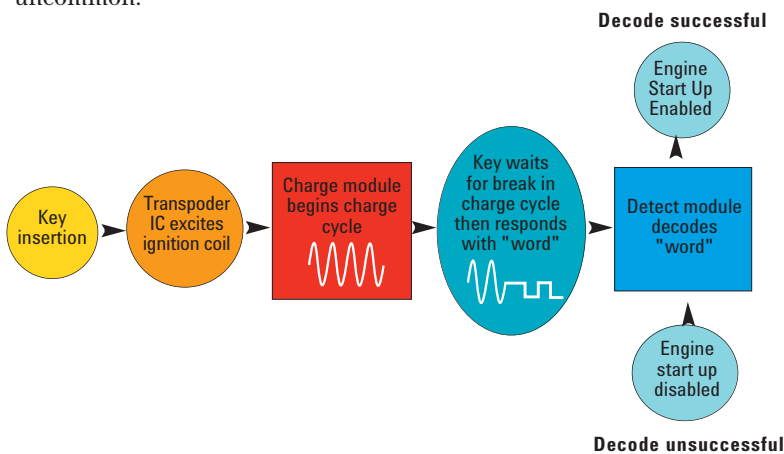 uncommon.
Decode successful
Engine
Start Up
Enabled
Key
insertion
Transpoder
IC excites
ignition coil
Charge module
begins charge
cycle
Key waits
for break in
charge cycle
then responds
with "word"
Detect module
decodes
"word"
Engine
start up
disabled
Decode unsuccessful